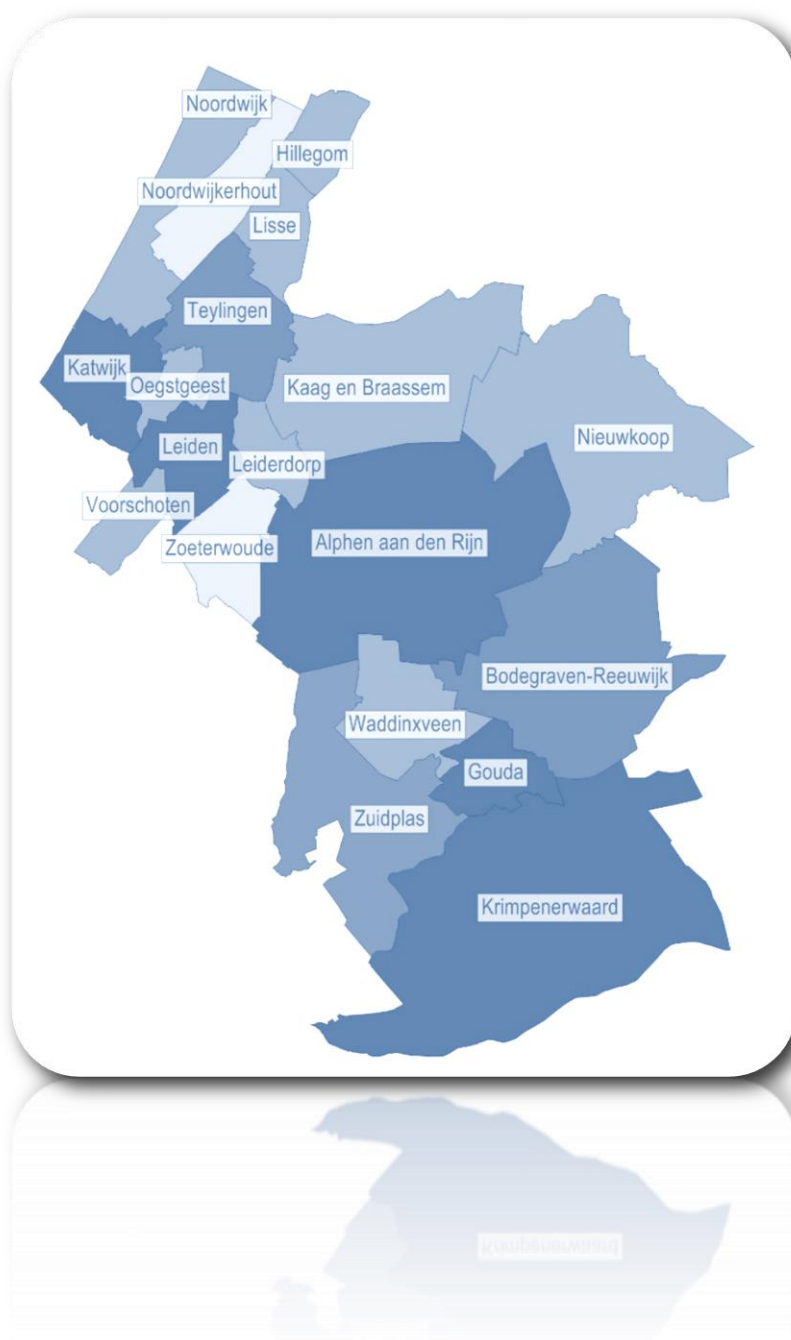 Noordwijk
Hillegom
Noordwijkerhout
Lisse
Teylingen
Katwijk
Oegstgeest
Kaag en Braassem
Nieuwkoop
Leiden
Leiderdorp
Voorschoten
Zoeterwoude
Alphen aan den Rijn
Bodegraven-Reeuwijk
Waddinxveen
Gouda
Zuidplas
Krimpenerwaard